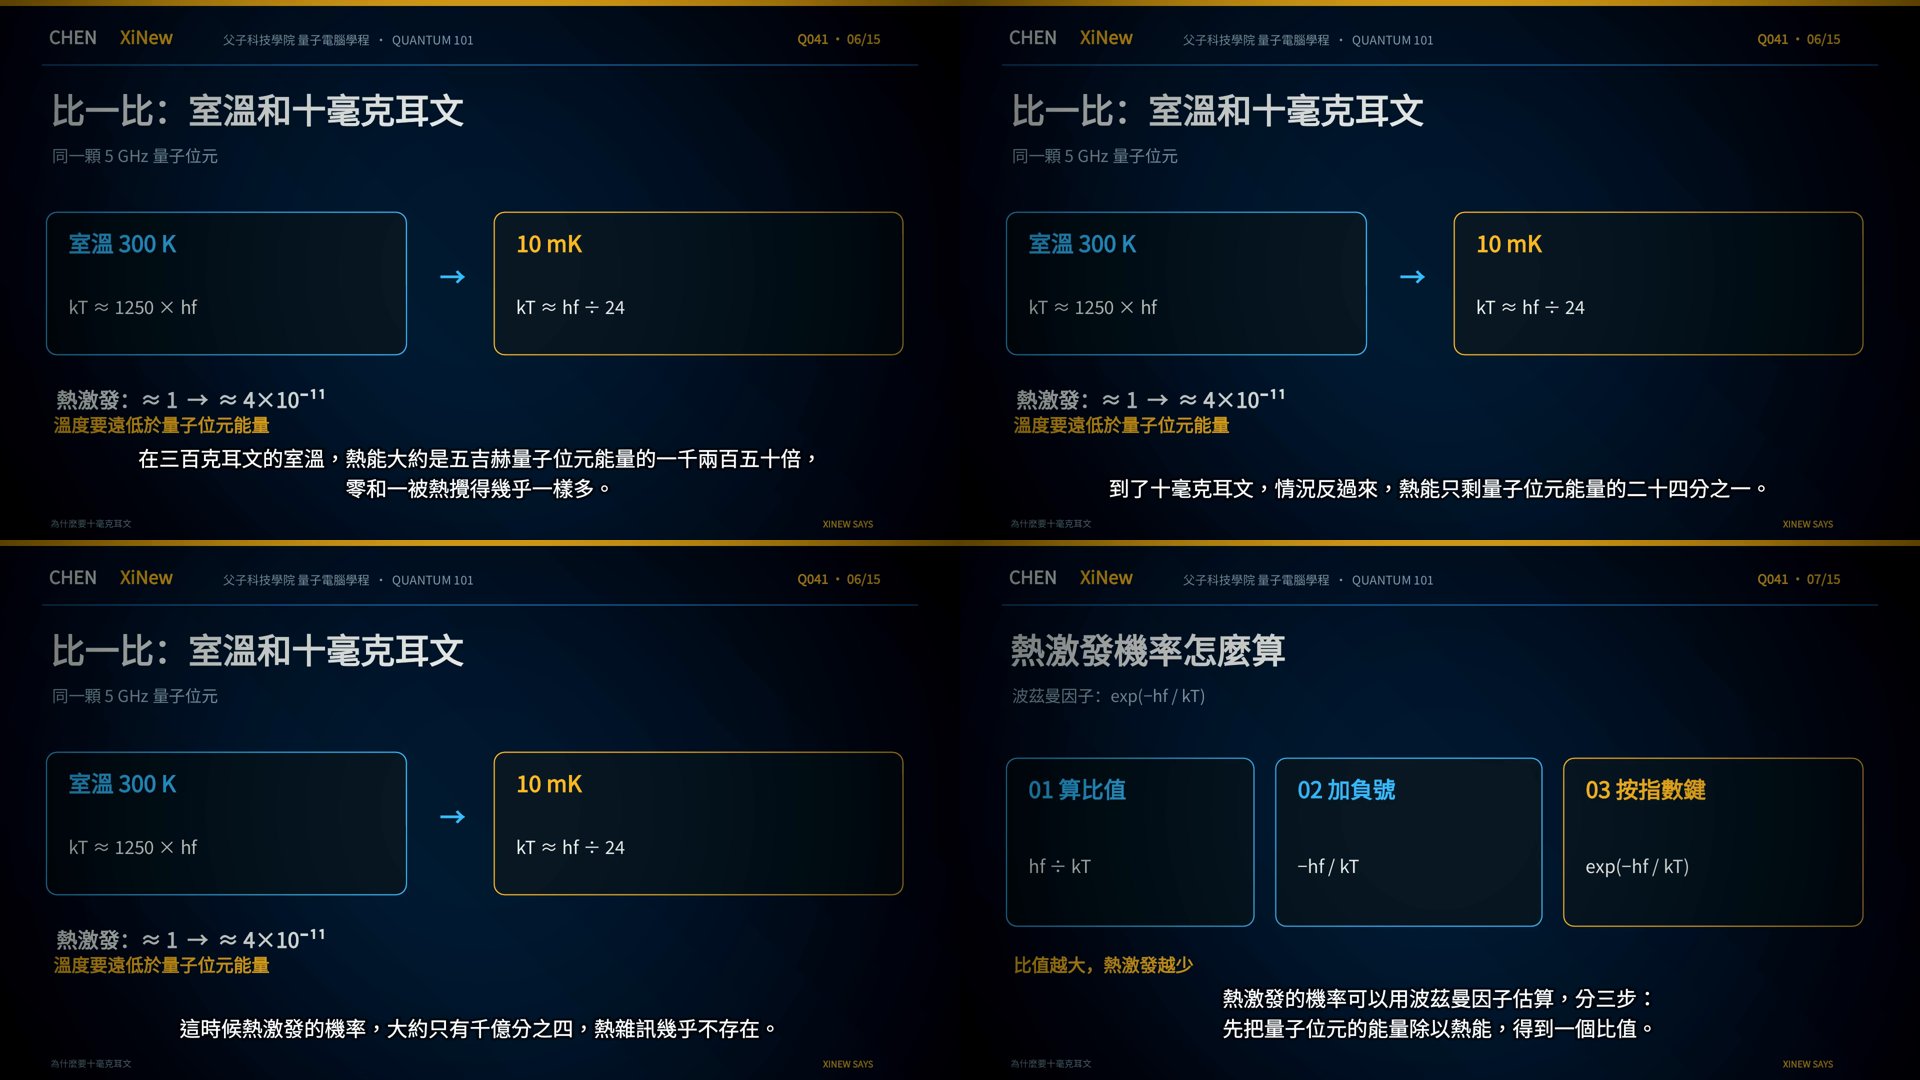 CHEN XiNew 父子科技學院 量子電腦學程 · QUANTUM 101 Q041 · 06/15
比一比：室溫和十毫克耳文
同一顆 5 GHz 量子位元
室溫 300 K
kT ≈ 1250 × hf
→
10 mK
kT ≈ hf ÷ 24
熱激發：≈ 1 → ≈ 4×10⁻¹¹
溫度要遠低於量子位元能量
在三百克耳文的室溫，熱能大約是五吉赫量子位元能量的一千兩百五十倍，
零和一被熱攪得幾乎一樣多。
為什麼要十毫克耳文 XINEW SAYS
CHEN XiNew 父子科技學院 量子電腦學程 · QUANTUM 101 Q041 · 06/15
比一比：室溫和十毫克耳文
同一顆 5 GHz 量子位元
室溫 300 K
kT ≈ 1250 × hf
→
10 mK
kT ≈ hf ÷ 24
熱激發：≈ 1 → ≈ 4×10⁻¹¹
溫度要遠低於量子位元能量
到了十毫克耳文，情況反過來，熱能只剩量子位元能量的二十四分之一。
為什麼要十毫克耳文 XINEW SAYS
CHEN XiNew 父子科技學院 量子電腦學程 · QUANTUM 101 Q041 · 06/15
比一比：室溫和十毫克耳文
同一顆 5 GHz 量子位元
室溫 300 K
kT ≈ 1250 × hf
→
10 mK
kT ≈ hf ÷ 24
熱激發：≈ 1 → ≈ 4×10⁻¹¹
溫度要遠低於量子位元能量
這時候熱激發的機率，大約只有千億分之四，熱雜訊幾乎不存在。
為什麼要十毫克耳文 XINEW SAYS
CHEN XiNew 父子科技學院 量子電腦學程 · QUANTUM 101 Q041 · 07/15
熱激發機率怎麼算
波茲曼因子：exp(−hf / kT)
01 算比值
hf ÷ kT
02 加負號
−hf / kT
03 按指數鍵
exp(−hf / kT)
比值越大，熱激發越少
熱激發的機率可以用波茲曼因子估算，分三步：
先把量子位元的能量除以熱能，得到一個比值。
為什麼要十毫克耳文 XINEW SAYS